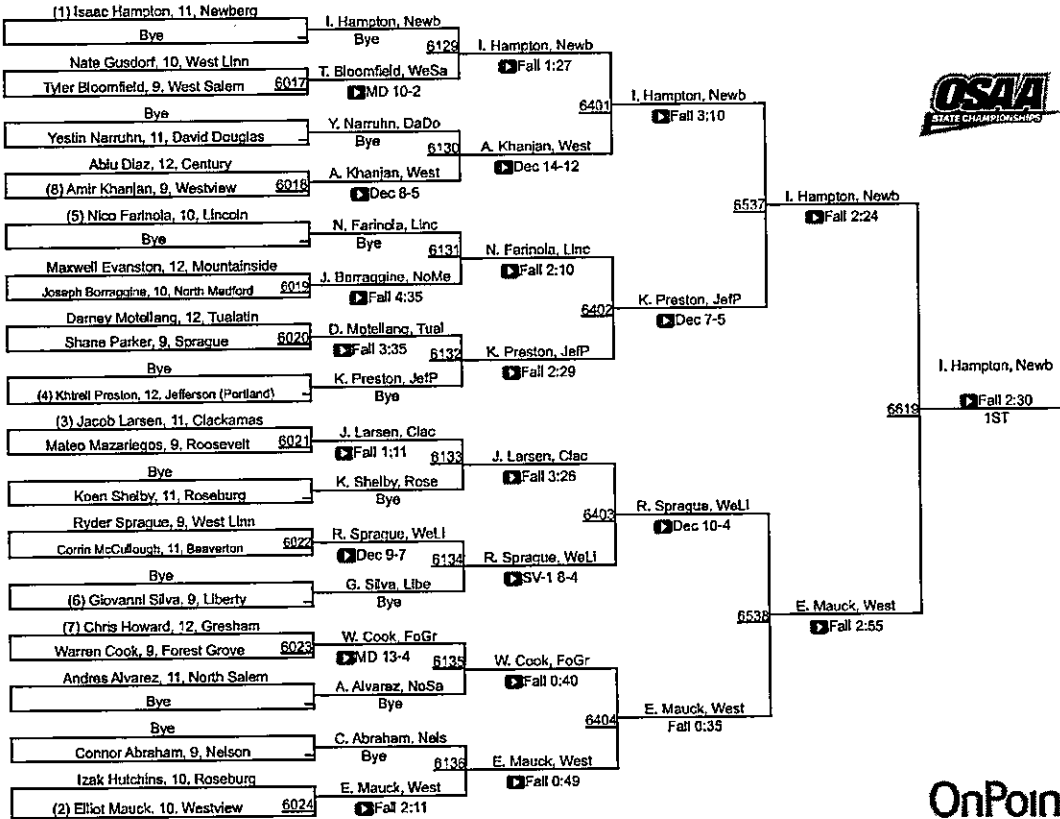 (1) Isaac Hampton, 11, Newberg
Bye
Nate Gusdorf, 10, West Linn
Tyler Bloomfield, 9, West Salem 6017
Bye
Yestin Narruhn, 11, David Douglas
Abiu Diaz, 12, Century
(8) Amir Khanjan, 9, Westview 6018
(5) Nico Farinola, 10, Lincoln
Bye
Maxwell Evanston, 12, Mountainside
Joseph Borraggine, 10, North Medford 6019
Darney Motellang, 12, Tualatin
Shane Parker, 9, Sprague 6020
Bye
(4) Khtrell Preston, 12, Jefferson (Portland)
(3) Jacob Larsen, 11, Clackamas
Mateo Mazariegos, 9, Roosevelt 6021
Bye
Koen Shelby, 11, Roseburg
Ryder Sprague, 9, West Linn
Corrin McCullough, 11, Beaverton 6022
Bye
(6) Giovanni Silva, 9, Liberty
(7) Chris Howard, 12, Gresham
Warren Cook, 9, Forest Grove 6023
Andres Alvarez, 11, North Salem
Bye
Bye
Connor Abraham, 9, Nelson
Izak Hutchins, 10, Roseburg
(2) Elliot Mauck, 10, Westview 6024
I. Hampton, Newb
Bye
6129
T. Bloomfield, WeSa
MD 10-2
Y. Narruhn, DaDo
Bye
6130
A. Khanjan, West
Dec 8-5
N. Farinola, Linc
Bye
6131
J. Borraggine, NoMe
Fall 4:35
D. Motellang, Tual
Fall 3:35
6132
K. Preston, JefP
Bye
J. Larsen, Clac
Fall 1:11
6133
K. Shelby, Rose
Bye
R. Sprague, WeLi
Dec 9-7
6134
G. Silva, Libe
Bye
W. Cook, FoGr
MD 13-4
6135
A. Alvarez, NoSa
Bye
C. Abraham, Nels
Bye
6136
E. Mauck, West
Fall 2:11
I. Hampton, Newb
Fall 1:27
6401
A. Khanjan, West
Dec 14-12
N. Farinola, Linc
Fall 2:10
6402
K. Preston, JefP
Fall 2:29
J. Larsen, Clac
Fall 3:26
6403
R. Sprague, WeLi
SV-1 8-4
W. Cook, FoGr
Fall 0:40
6404
E. Mauck, West
Fall 0:49
I. Hampton, Newb
Fall 3:10
6537
K. Preston, JefP
Dec 7-5
R. Sprague, WeLi
Dec 10-4
6538
E. Mauck, West
Fall 0:35
I. Hampton, Newb
Fall 2:24
6619
E. Mauck, West
Fall 2:55
I. Hampton, Newb
Fall 2:30
1ST
OSAA
STATE CHAMPIONSHIPS
OnPoin